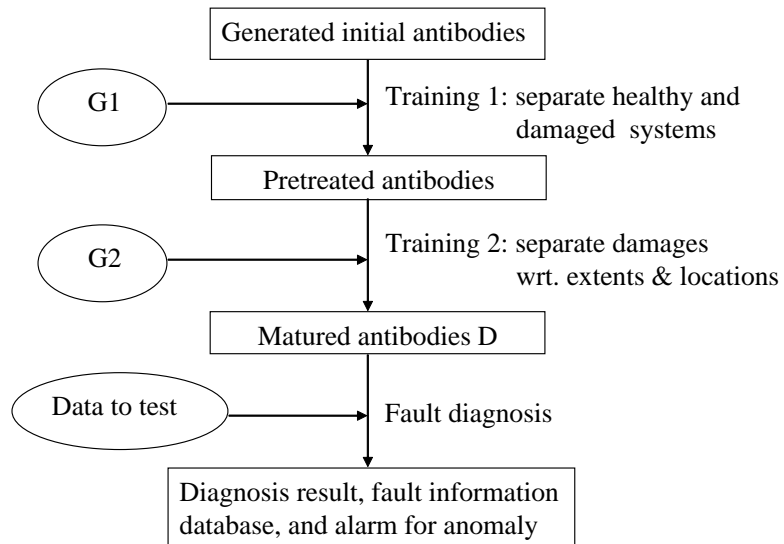 Generated initial antibodies
G1
Training 1: separate healthy and
damaged systems
Pretreated antibodies
G2
Training 2: separate damages
wrt. extents & locations
Matured antibodies D
Data to test
Fault diagnosis
Diagnosis result, fault information
database, and alarm for anomaly